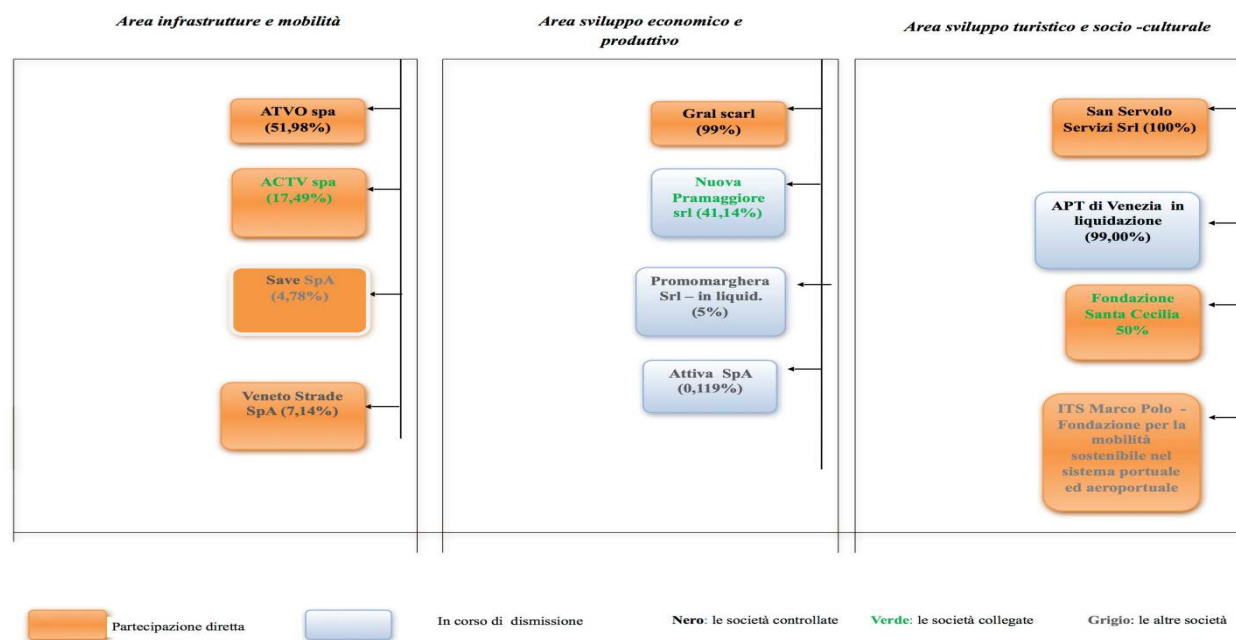 Area infrastrutture e mobilità
ATVO spa
(51,98%)
ACTV spa
(17,49%)
Save SpA
(4,78%)
Veneto Strade
SpA (7,14%)
Area sviluppo economico e
produttivo
Gral scarl
(99%)
Nuova
Pramaggiore
srl (41,14%)
Promomarghera
Srl – in liquid.
(5%)
Attiva SpA
(0,119%)
Area sviluppo turistico e socio -culturale
San Servolo
Servizi Srl (100%)
APT di Venezia in
liquidazione
(99,00%)
Fondazione
Santa Cecilia
50%
ITS Marco Polo -
Fondazione per la
mobilità
sostenibile nel
sistema portuale
ed aeroportuale
Partecipazione diretta
In corso di dismissione
Nero: le società controllate
Verde: le società collegate
Grigio: le altre società